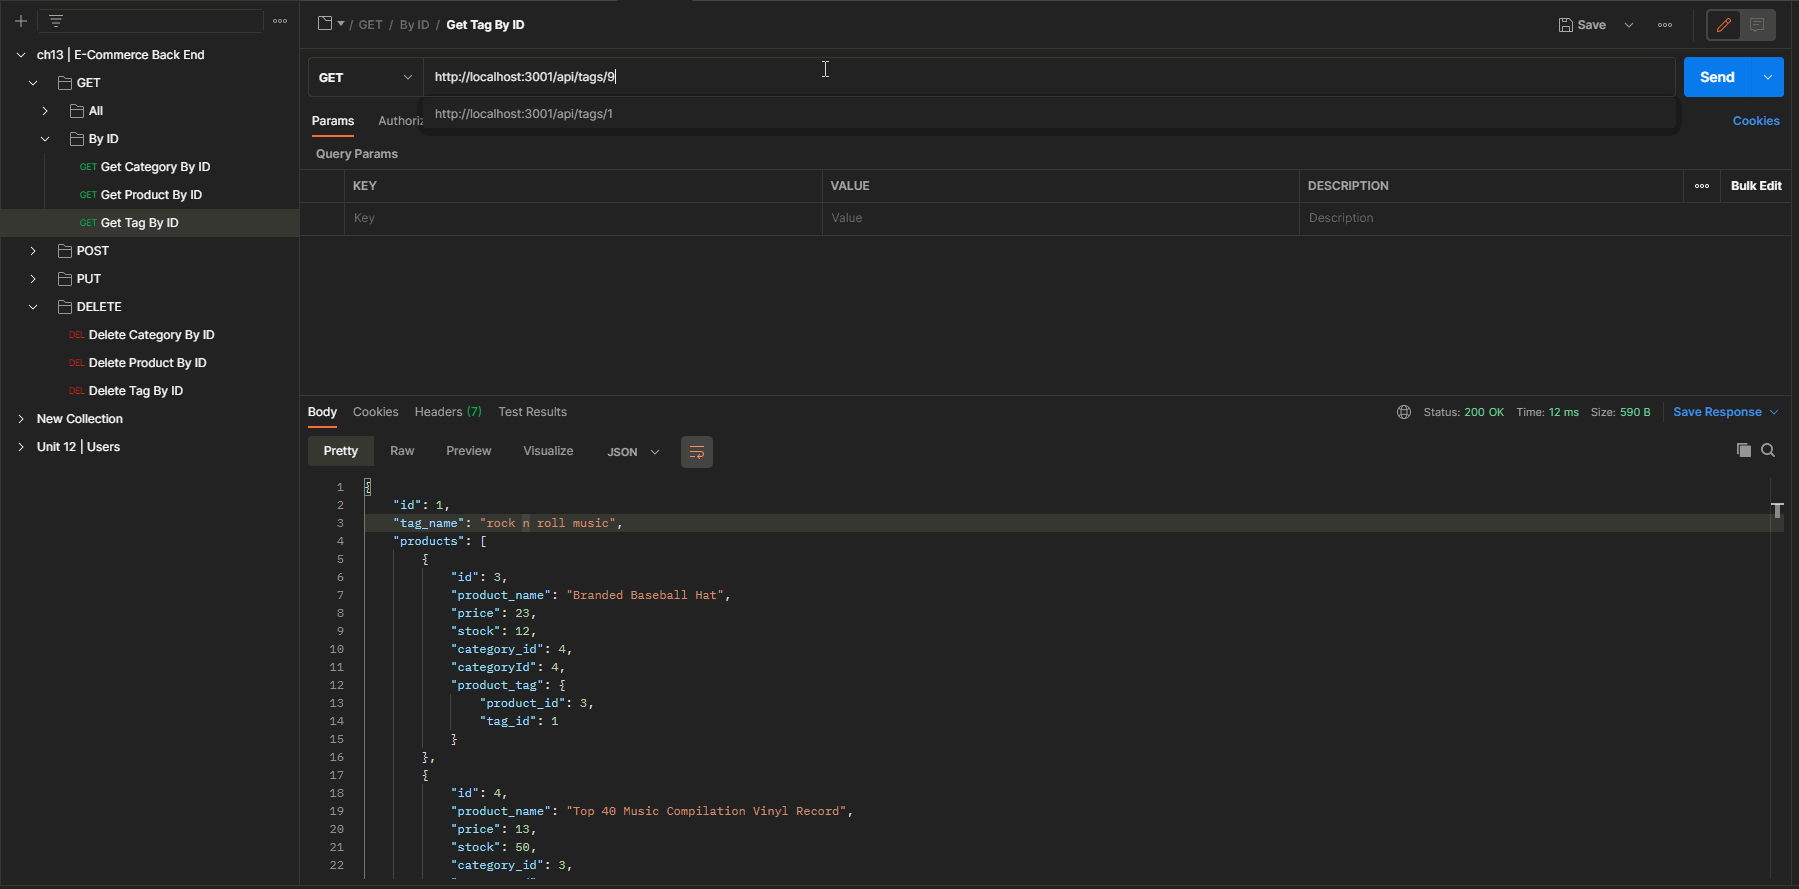 GET / By ID / Get Tag By ID
Save
ch13 | E-Commerce Back End
GET
All
By ID
GET Get Category By ID
GET Get Product By ID
GET Get Tag By ID
POST
PUT
DELETE
DEL Delete Category By ID
DEL Delete Product By ID
DEL Delete Tag By ID
New Collection
Unit 12 | Users
GET
http://localhost:3001/api/tags/9
Send
http://localhost:3001/api/tags/1
Params Authoriz
Cookies
Query Params
KEY VALUE DESCRIPTION Bulk Edit
Key Value Description
Body Cookies Headers (7) Test Results
Status: 200 OK Time: 12 ms Size: 590 B Save Response
Pretty Raw Preview Visualize JSON
1 {
2 "id": 1,
3 "tag_name": "rock n roll music",
4 "products": [
5 {
6 "id": 3,
7 "product_name": "Branded Baseball Hat",
8 "price": 23,
9 "stock": 12,
10 "category_id": 4,
11 "categoryId": 4,
12 "product_tag": {
13 "product_id": 3,
14 "tag_id": 1
15 }
16 },
17 {
18 "id": 4,
19 "product_name": "Top 40 Music Compilation Vinyl Record",
20 "price": 13,
21 "stock": 50,
22 "category_id": 3,